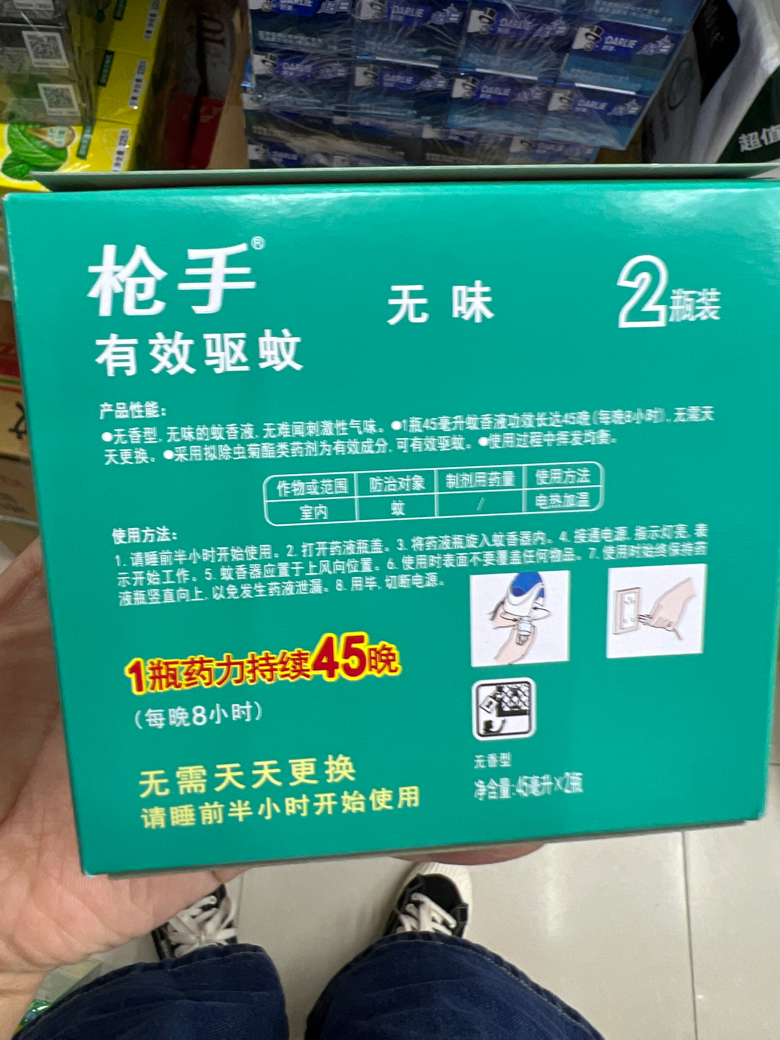 DARLIE
DARLIE
DARLIE
DARLIE
DARLIE
DARLIE
DARLIE
超值
枪手®
无味
2瓶装
有效驱蚊
产品性能：
●无香型,无味的蚊香液,无难闻刺激性气味。●1瓶45毫升蚊香液功效长达45晚(每晚8小时),无需天
天更换。●采用拟除虫菊酯类药剂为有效成分,可有效驱蚊。●使用过程中挥发均衡。
作物或范围 防治对象 制剂用药量 使用方法
室内 蚊 / 电热加温
使用方法：
1.请睡前半小时开始使用。2.打开药液瓶盖。3.将药液瓶旋入蚊香器内。4.接通电源,指示灯亮,表
示开始工作。5.蚊香器应置于上风向位置。6.使用时表面不要覆盖任何物品。7.使用时始终保持药
液瓶竖直向上,以免发生药液泄漏。8.用毕,切断电源。
1瓶药力持续45晚
(每晚8小时)
无需天天更换
请睡前半小时开始使用
无香型
净含量:45毫升×2瓶